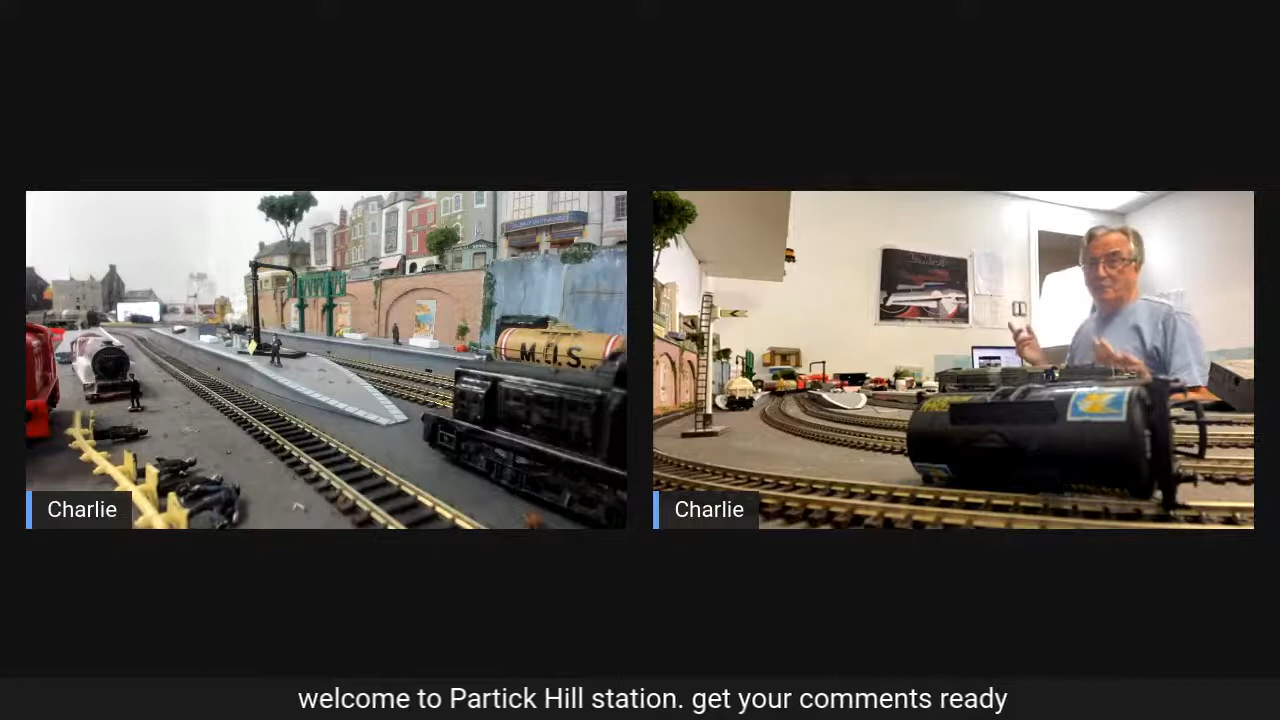 M.O.S.
Charlie
Charlie
welcome to Partick Hill station. get your comments ready